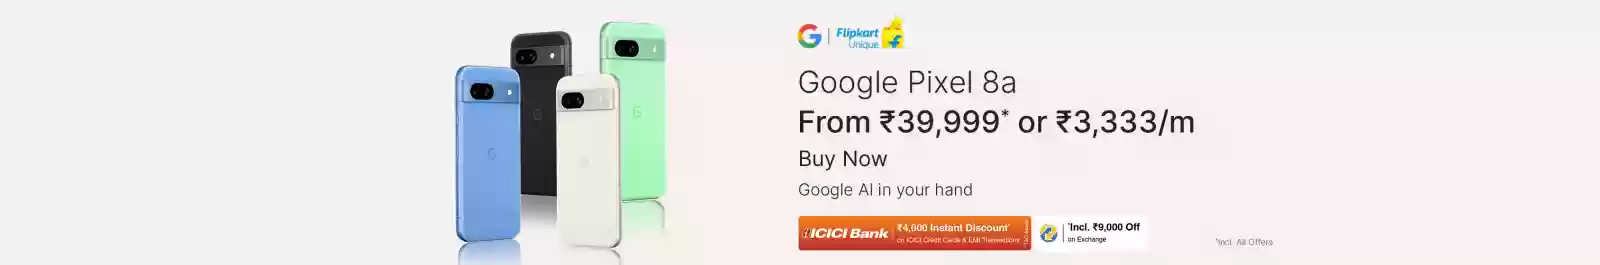 Flipkart
Unique
Google Pixel 8a
From ₹39,999* or ₹3,333/m
Buy Now
Google AI in your hand
ICICI Bank
₹4,000 Instant Discount*
on ICICI Credit Cards & EMI Transactions
*Incl. ₹9,000 Off
on Exchange
*Incl. All Offers